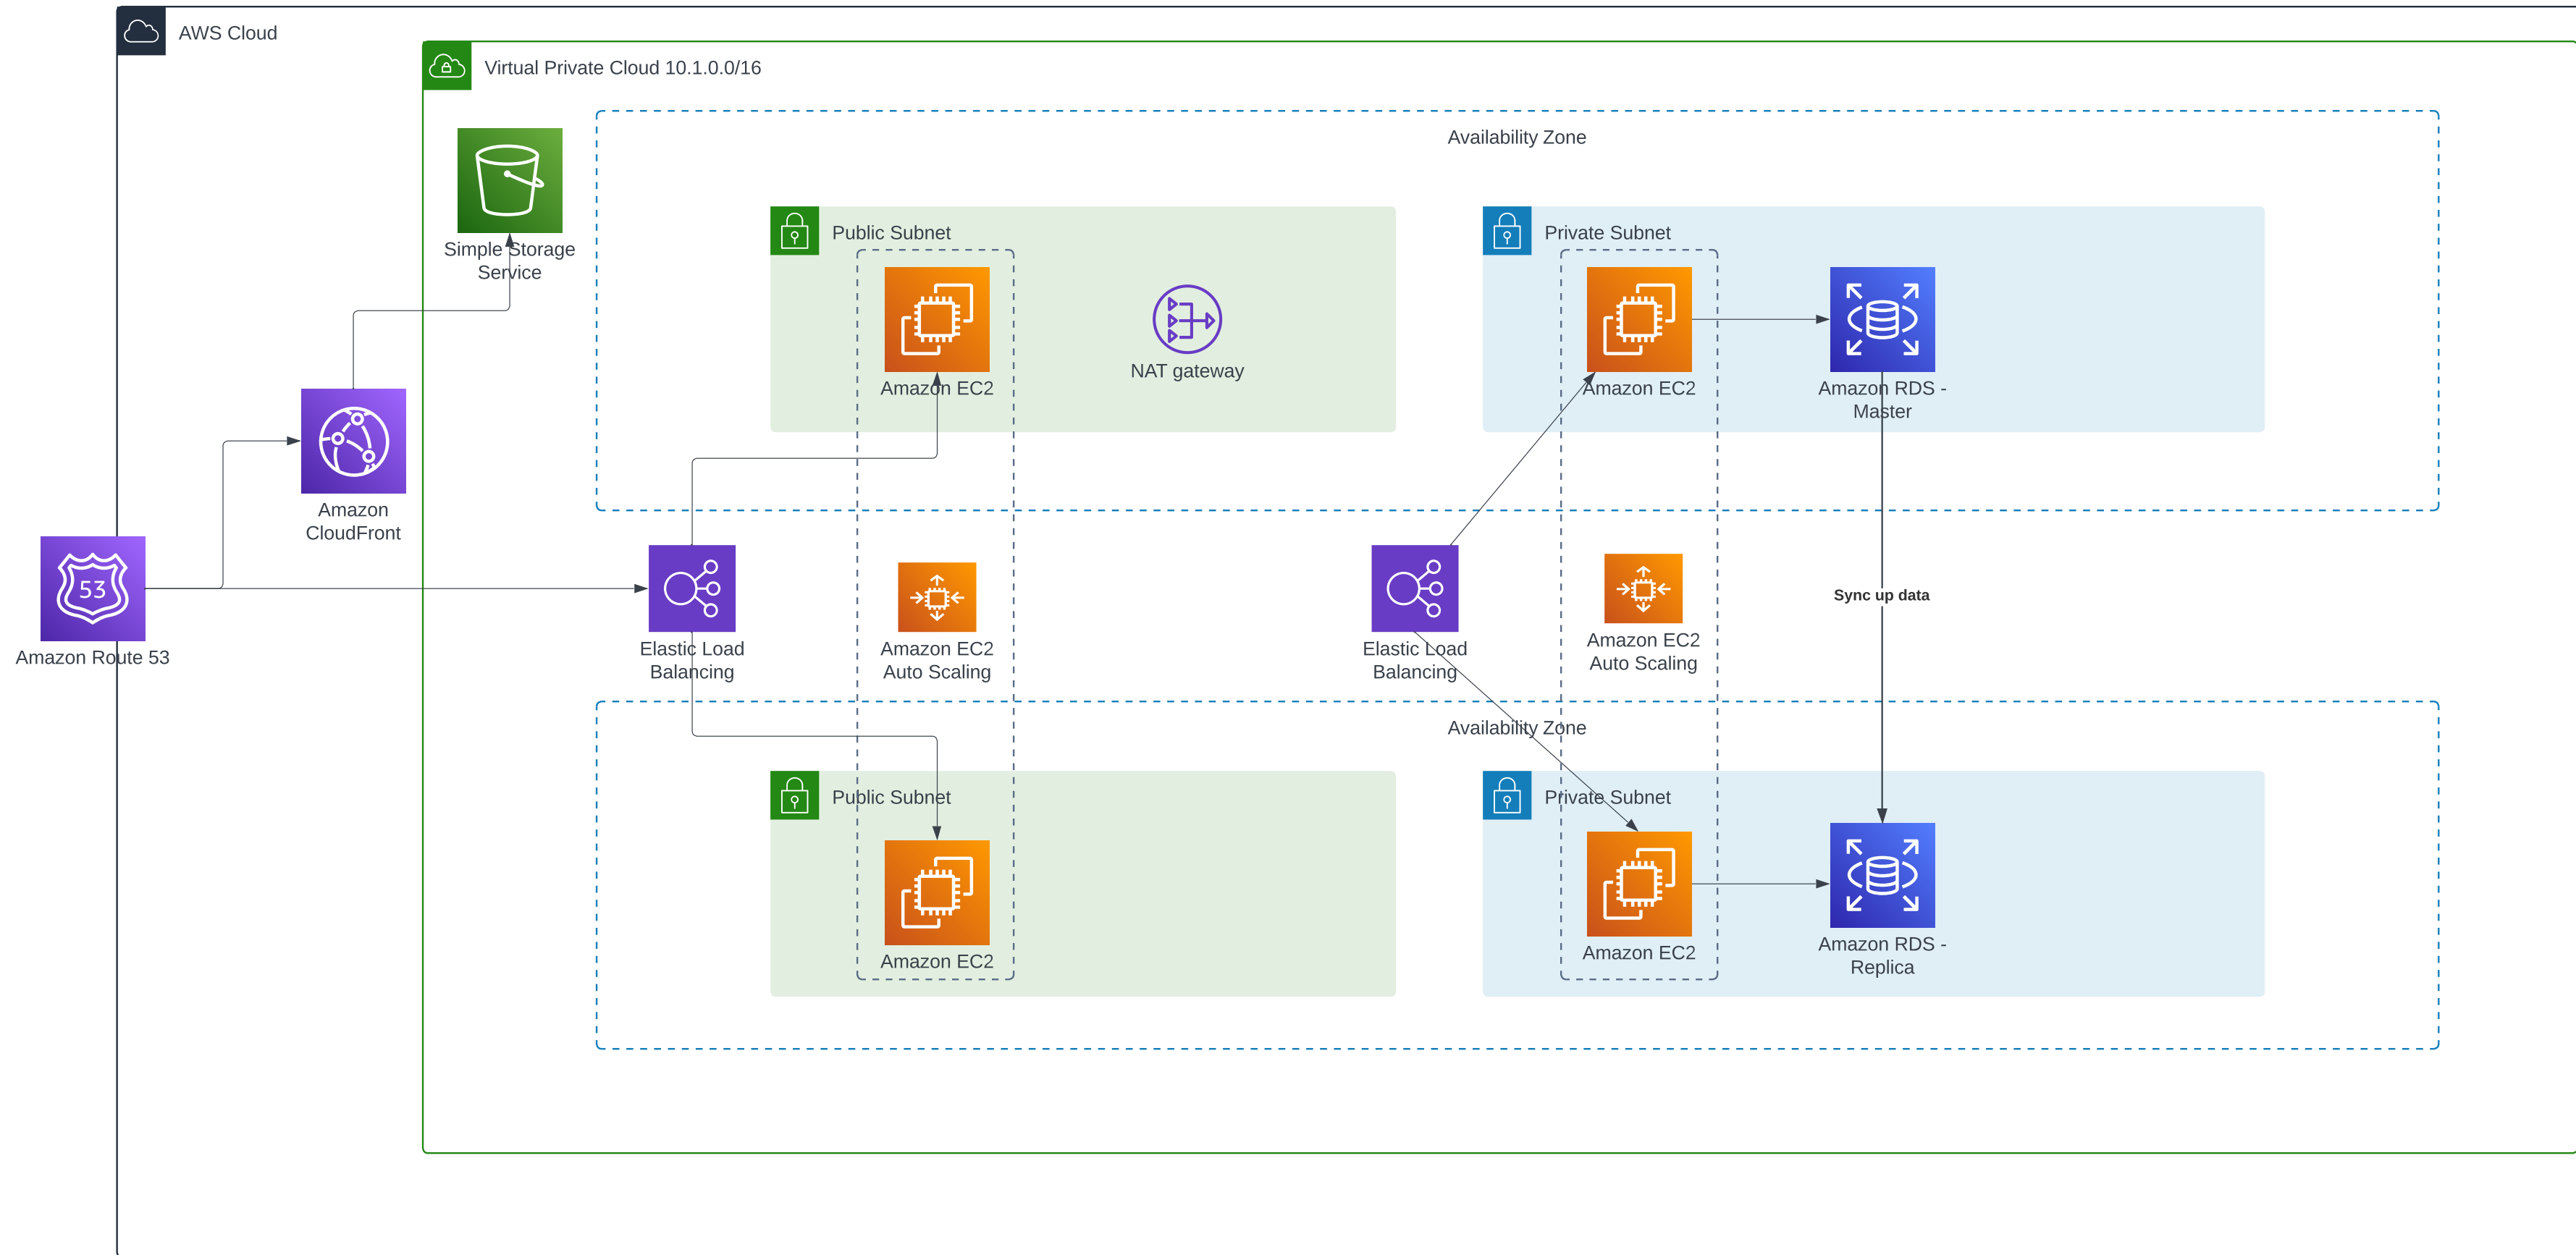 AWS Cloud
Virtual Private Cloud 10.1.0.0/16
Availability Zone
Simple Storage
Service
Public Subnet
Amazon EC2
NAT gateway
Private Subnet
Amazon EC2
Amazon RDS -
Master
Amazon
CloudFront
53
Amazon Route 53
Elastic Load
Balancing
Amazon EC2
Auto Scaling
Elastic Load
Balancing
Amazon EC2
Auto Scaling
Sync up data
Availability Zone
Public Subnet
Amazon EC2
Private Subnet
Amazon EC2
Amazon RDS -
Replica